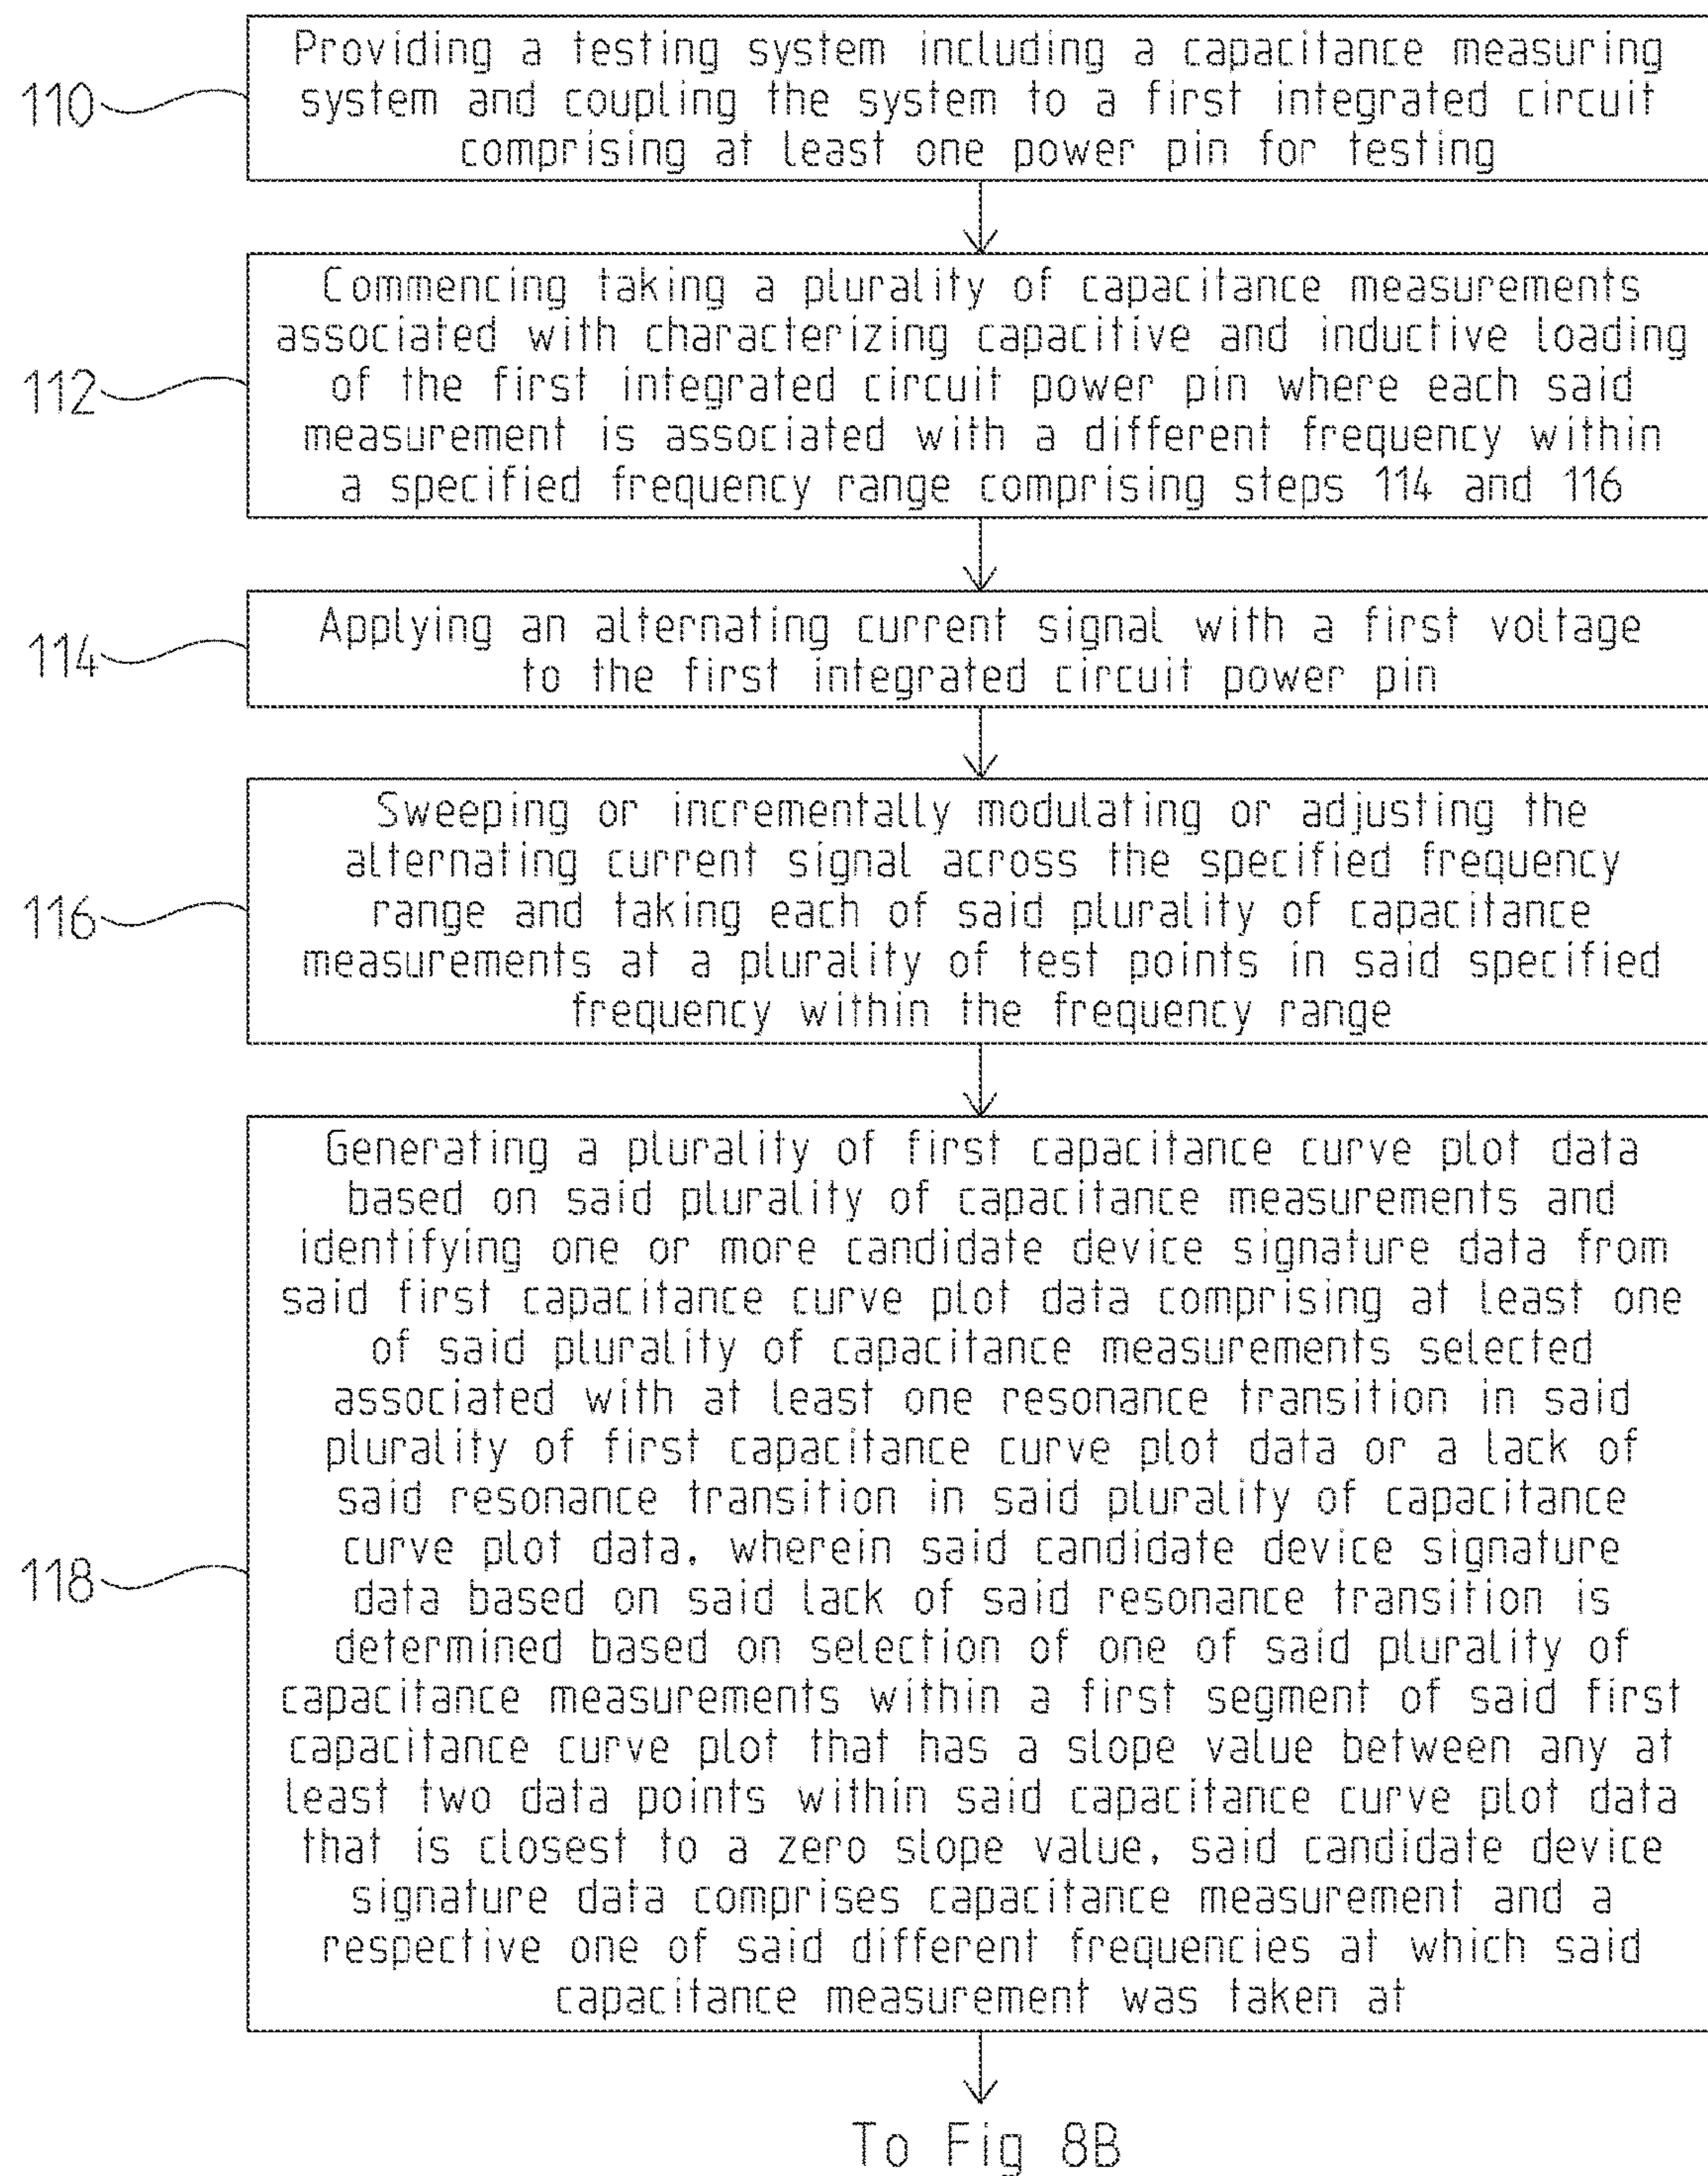 Providing a testing system including a capacitance measuring
110
system and coupling the system to a first integrated circuit
comprising at least one power pin for testing
Commencing taking a plurality of capacitance measurements
associated with characterizing capacitive and inductive loading
112
of the first integrated circuit power pin where each said
measurement is associated with a different frequency within
a specified frequency range comprising steps 114 and 116
114
Applying an alternating current signal with a first voltage
to the first integrated circuit power pin
Sweeping or incrementally modulating or adjusting the
alternating current signal across the specified frequency
116
range and taking each of said plurality of capacitance
measurements at a plurality of test points in said specified
frequency within the frequency range
Generating a plurality of first capacitance curve plot data
based on said plurality of capacitance measurements and
identifying one or more candidate device signature data from
said first capacitance curve plot data comprising at least one
of said plurality of capacitance measurements selected
associated with at least one resonance transition in said
plurality of first capacitance curve plot data or a lack of
said resonance transition in said plurality of capacitance
curve plot data, wherein said candidate device signature
118
data based on said lack of said resonance transition is
determined based on selection of one of said plurality of
capacitance measurements within a first segment of said first
capacitance curve plot that has a slope value between any at
least two data points within said capacitance curve plot data
that is closest to a zero slope value, said candidate device
signature data comprises capacitance measurement and a
respective one of said different frequencies at which said
capacitance measurement was taken at
To Fig 8B